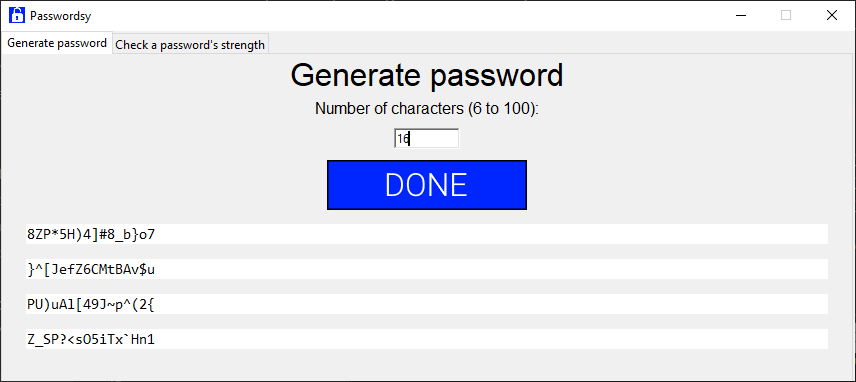 Passwordsy
Generate password
Check a password's strength
Generate password
Number of characters (6 to 100):
16
DONE
8ZP*5H)4]#8_b}o7
}^[JefZ6CMtBAv$u
PU)uAl[49J~p^(2{
Z_SP?<sO5iTx`Hn1